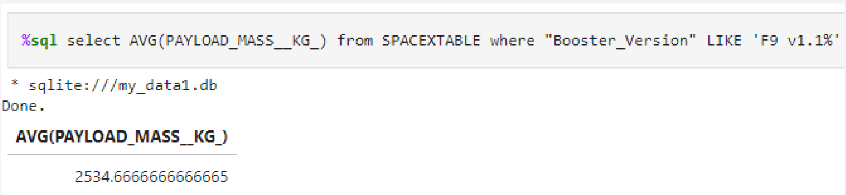 %sql select AVG(PAYLOAD_MASS__KG_) from SPACEXTABLE where "Booster_Version" LIKE 'F9 v1.1%'
* sqlite:///my_data1.db
Done.
AVG(PAYLOAD_MASS__KG_)
2534.6666666666665